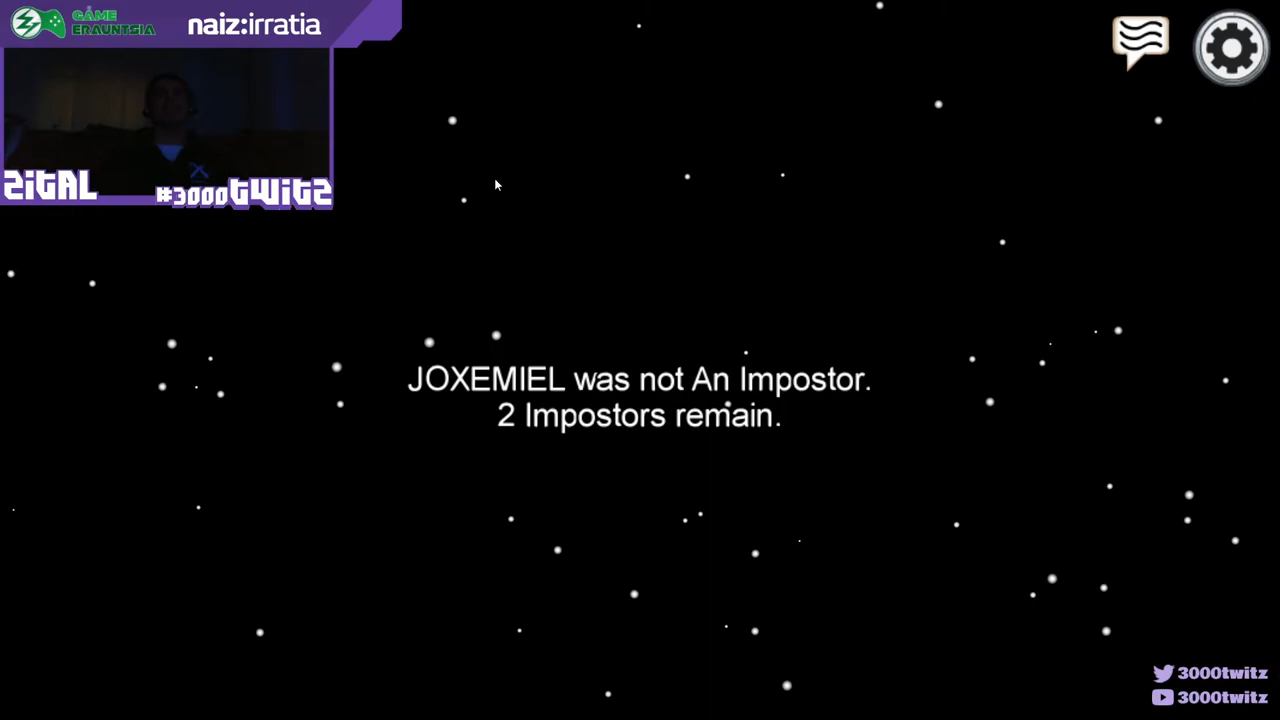 GAME
ERAUNTSIA
naiz:irratia
ZITAL
#3000TWITZ
JOXEMIEL was not An Impostor.
2 Impostors remain.
3000twitz
3000twitz